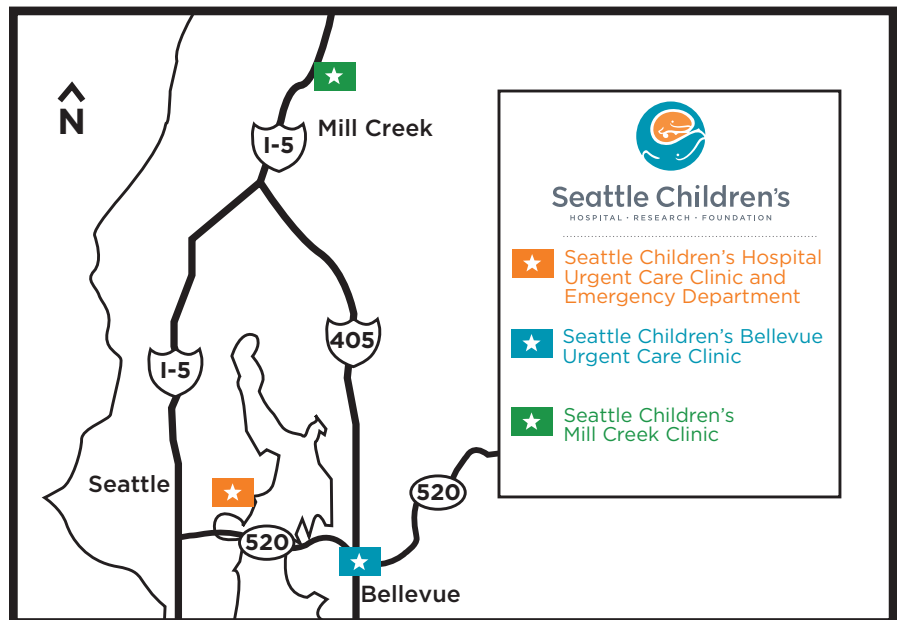 N
I-5
Mill Creek
I-5
405
Seattle
520
520
Bellevue
Seattle Children's
HOSPITAL · RESEARCH · FOUNDATION
Seattle Children's Hospital
Urgent Care Clinic and
Emergency Department
Seattle Children's Bellevue
Urgent Care Clinic
Seattle Children's
Mill Creek Clinic